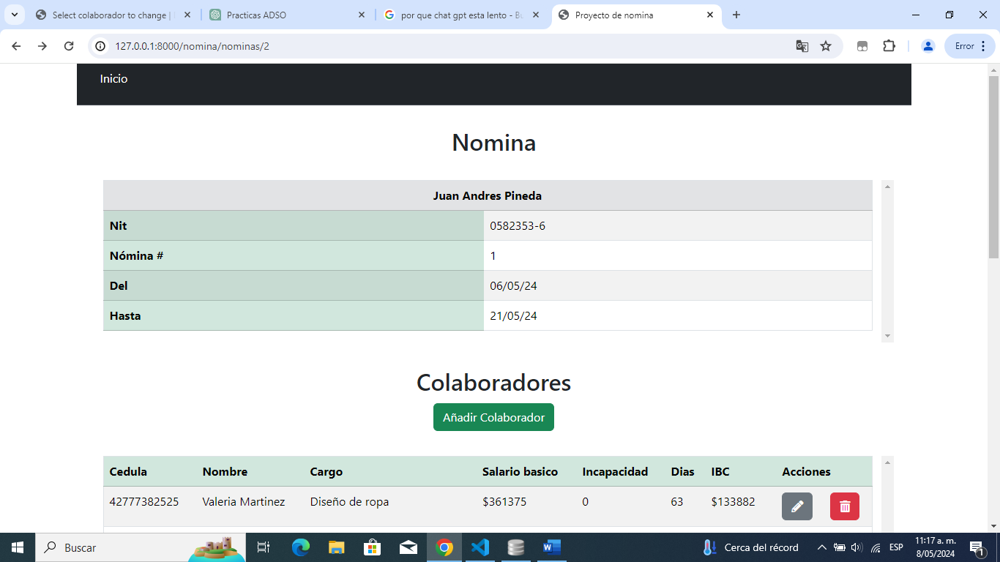 Select colaborador to change |
Practicas ADSO
por que chat gpt esta lento - Bu
Proyecto de nomina
127.0.0.1:8000/nomina/nominas/2
Error
Inicio
Nomina
Juan Andres Pineda
Nit 0582353-6
Nómina # 1
Del 06/05/24
Hasta 21/05/24
Colaboradores
Añadir Colaborador
Cedula Nombre Cargo Salario basico Incapacidad Dias IBC Acciones
42777382525 Valeria Martinez Diseño de ropa $361375 0 63 $133882
Buscar
Cerca del récord
ESP
11:17 a. m.
8/05/2024
1